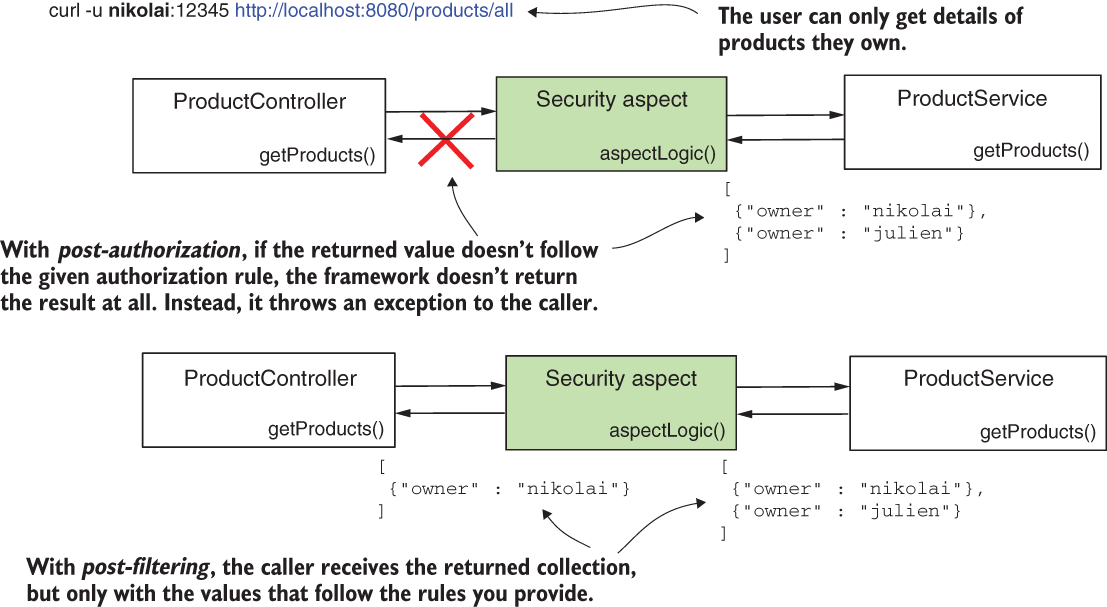 curl -u nikolai:12345 http://localhost:8080/products/all
The user can only get details of
products they own.
ProductController
getProducts()
Security aspect
aspectLogic()
ProductService
getProducts()
[
{"owner" : "nikolai"},
{"owner" : "julien"}
]
With post-authorization, if the returned value doesn't follow
the given authorization rule, the framework doesn't return
the result at all. Instead, it throws an exception to the caller.
ProductController
getProducts()
Security aspect
aspectLogic()
ProductService
getProducts()
[
{"owner" : "nikolai"}
]
[
{"owner" : "nikolai"},
{"owner" : "julien"}
]
With post-filtering, the caller receives the returned collection,
but only with the values that follow the rules you provide.